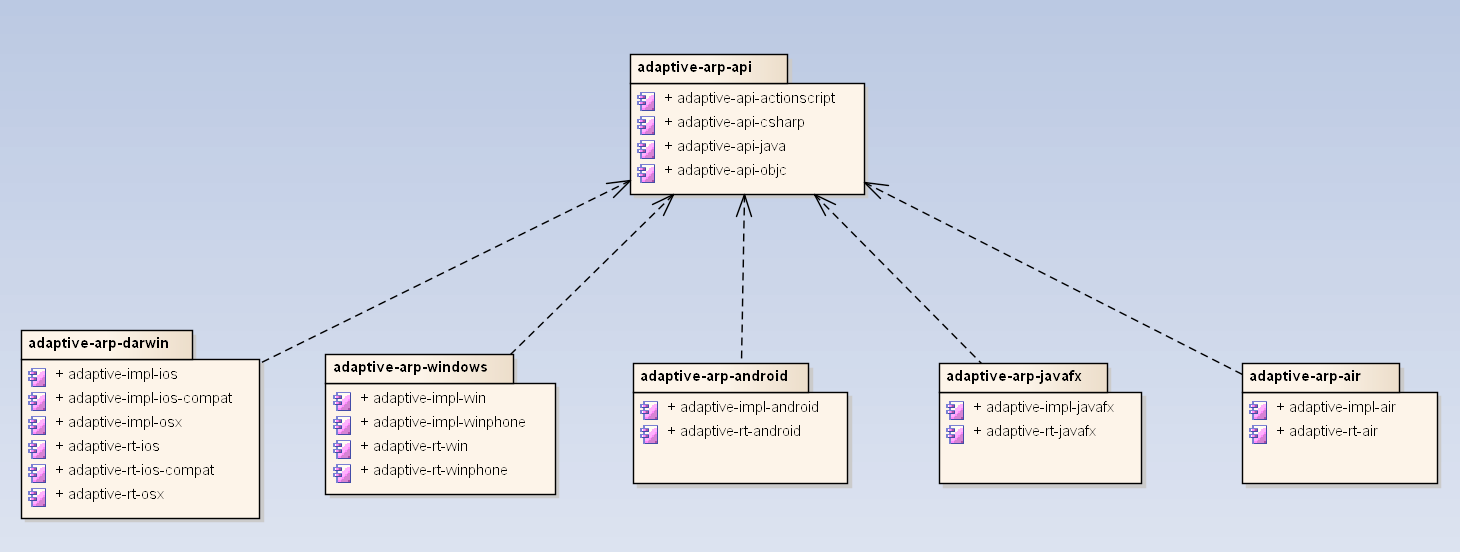 adaptive-arp-api
+ adaptive-api-actionscript
+ adaptive-api-csharp
+ adaptive-api-java
+ adaptive-api-objc
adaptive-arp-darwin
+ adaptive-impl-ios
+ adaptive-impl-ios-compat
+ adaptive-impl-osx
+ adaptive-rt-ios
+ adaptive-rt-ios-compat
+ adaptive-rt-osx
adaptive-arp-windows
+ adaptive-impl-win
+ adaptive-impl-winphone
+ adaptive-rt-win
+ adaptive-rt-winphone
adaptive-arp-android
+ adaptive-impl-android
+ adaptive-rt-android
adaptive-arp-javafx
+ adaptive-impl-javafx
+ adaptive-rt-javafx
adaptive-arp-air
+ adaptive-impl-air
+ adaptive-rt-air